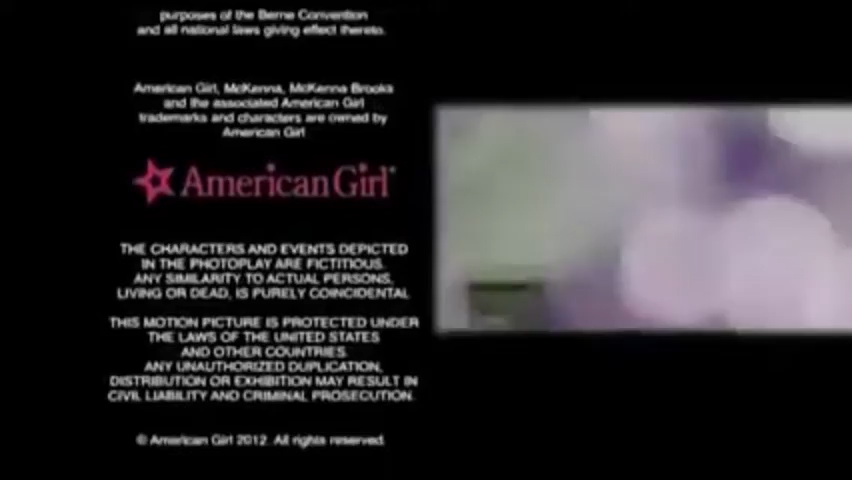 purposes of the Berne Convention
and all national laws giving effect thereto.
American Girl, McKenna, McKenna Brooks
and the associated American Girl
trademarks and characters are owned by
American Girl
American Girl®
THE CHARACTERS AND EVENTS DEPICTED
IN THE PHOTOPLAY ARE FICTITIOUS.
ANY SIMILARITY TO ACTUAL PERSONS,
LIVING OR DEAD, IS PURELY COINCIDENTAL
THIS MOTION PICTURE IS PROTECTED UNDER
THE LAWS OF THE UNITED STATES
AND OTHER COUNTRIES.
ANY UNAUTHORIZED DUPLICATION,
DISTRIBUTION OR EXHIBITION MAY RESULT IN
CIVIL LIABILITY AND CRIMINAL PROSECUTION.
© American Girl 2012. All rights reserved.